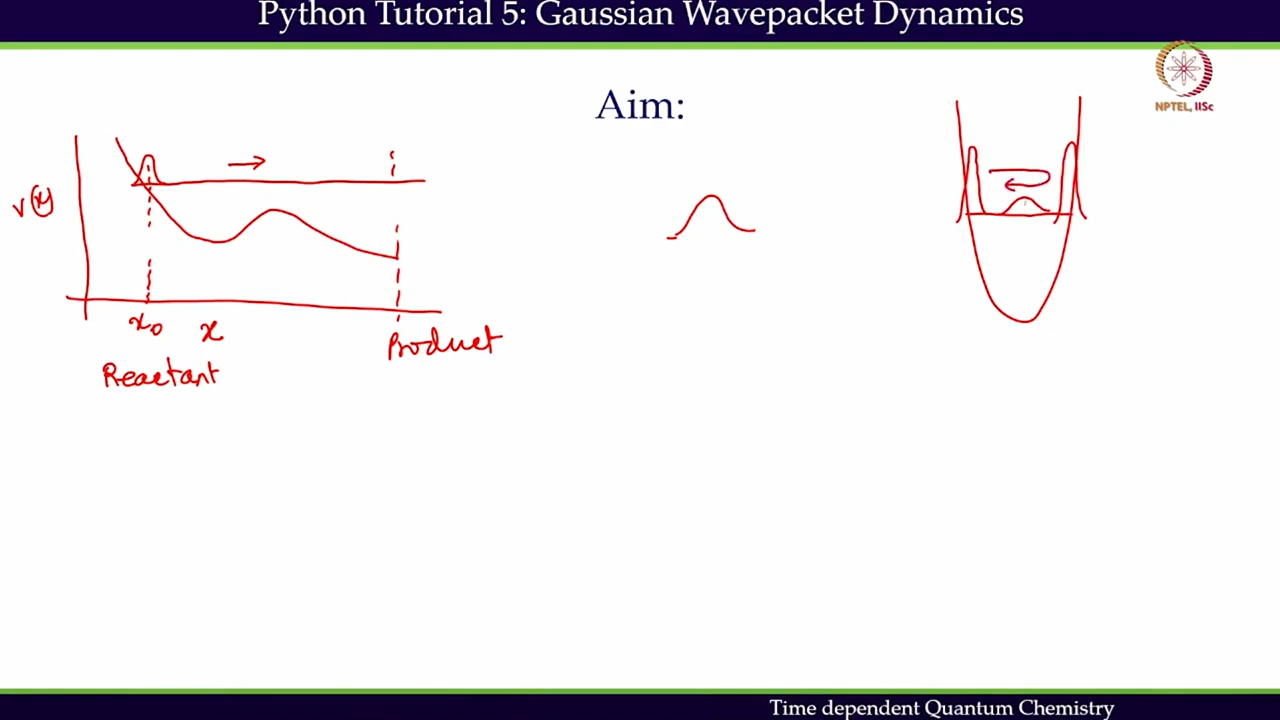 Python Tutorial 5: Gaussian Wavepacket Dynamics
NPTEL, IISc
Aim:
v(x)
x₀
x
Product
Reactant
Time dependent Quantum Chemistry